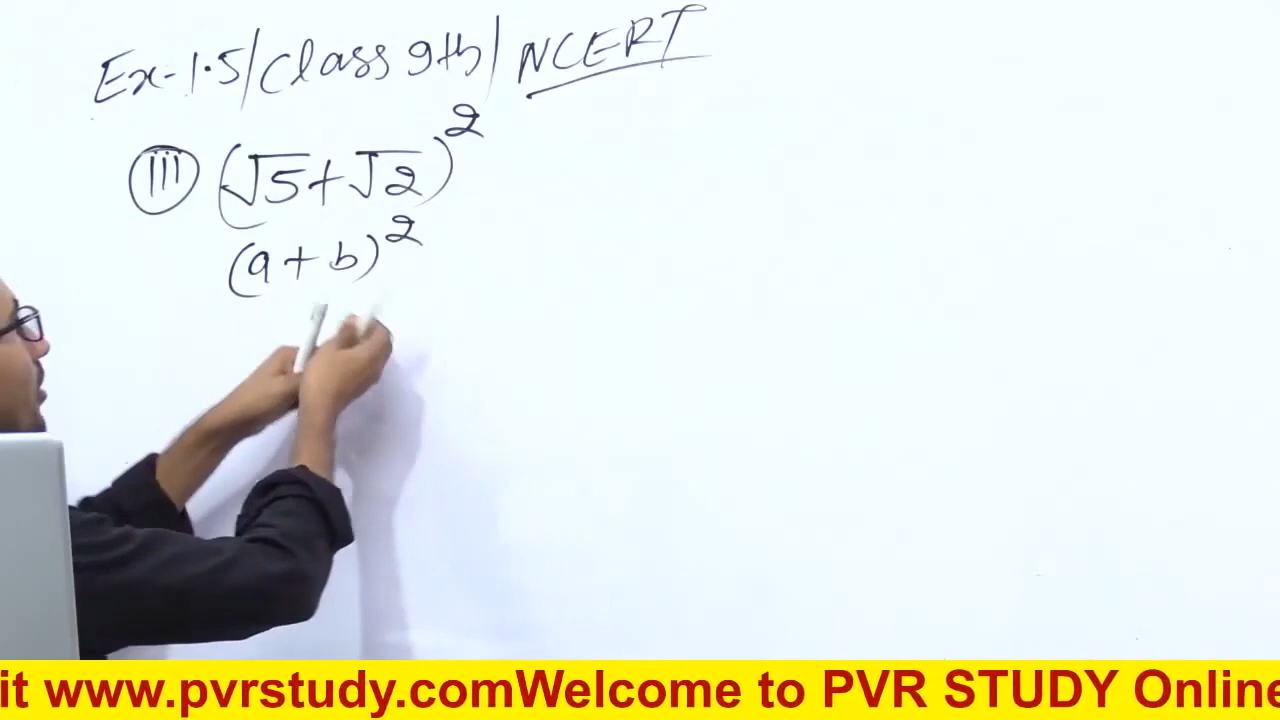 Ex-1.5/Class 9th/NCERT
(iii) (√5+√2)²
(a+b)²
it www.pvrstudy.comWelcome to PVR STUDY Online